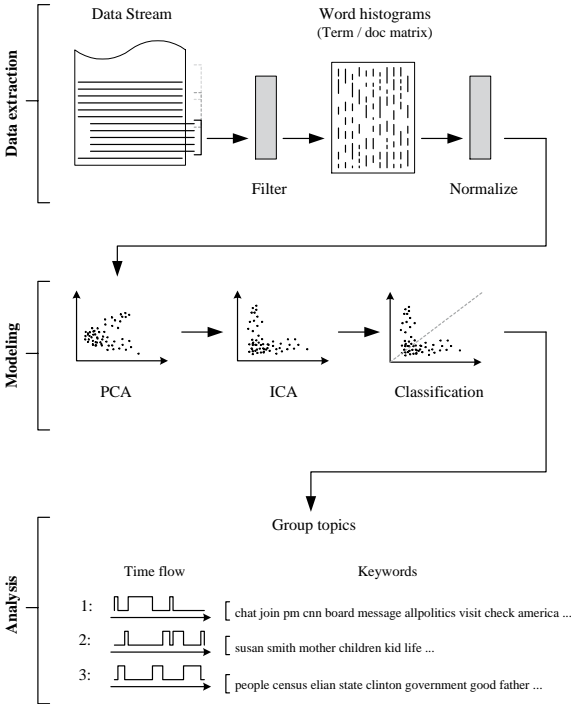 Data Stream
Word histograms
(Term / doc matrix)
Data extraction
Filter
Normalize
Modeling
PCA
ICA
Classification
Group topics
Analysis
Time flow
Keywords
1:
chat join pm cnn board message allpolitics visit check america ...
2:
susan smith mother children kid life ...
3:
people census elian state clinton government good father ...